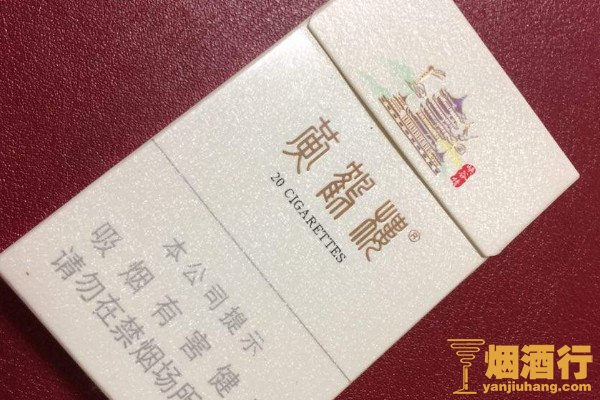 黄鹤楼®
20 CIGARETTES
本公司提示
吸烟有害健
请勿在禁烟场所
烟酒行
yanjiuhang.com